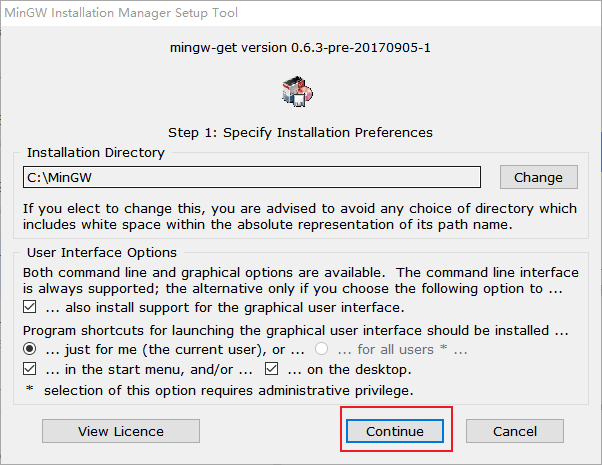 MinGW Installation Manager Setup Tool
mingw-get version 0.6.3-pre-20170905-1
Step 1: Specify Installation Preferences
Installation Directory
C:\MinGW
Change
If you elect to change this, you are advised to avoid any choice of directory which
includes white space within the absolute representation of its path name.
User Interface Options
Both command line and graphical options are available.  The command line interface
is always supported; the alternative only if you choose the following option to ...
... also install support for the graphical user interface.
Program shortcuts for launching the graphical user interface should be installed ...
... just for me (the current user), or ... ... for all users * ...
... in the start menu, and/or ... ... on the desktop.
* selection of this option requires administrative privilege.
View Licence Continue Cancel